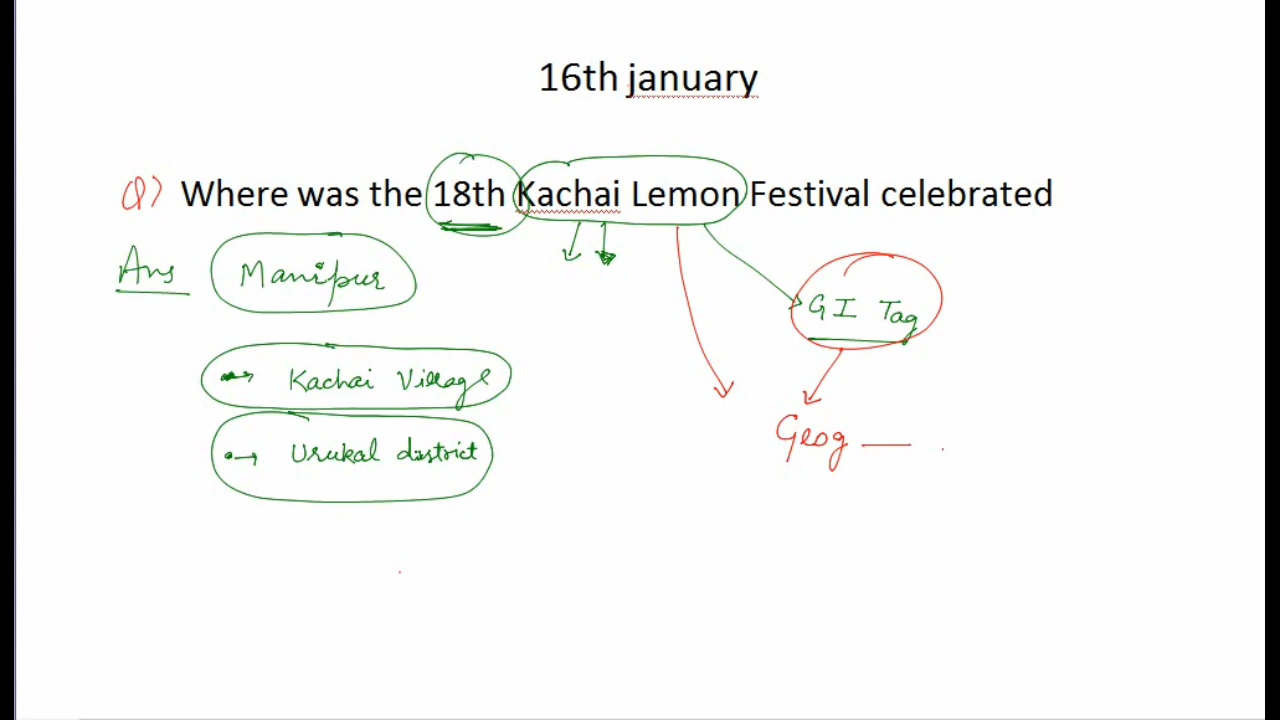 16th january
Q) Where was the 18th Kachai Lemon Festival celebrated
Ans Manipur
GI Tag
→ Kachai Village
→ Urukal district
Geog —